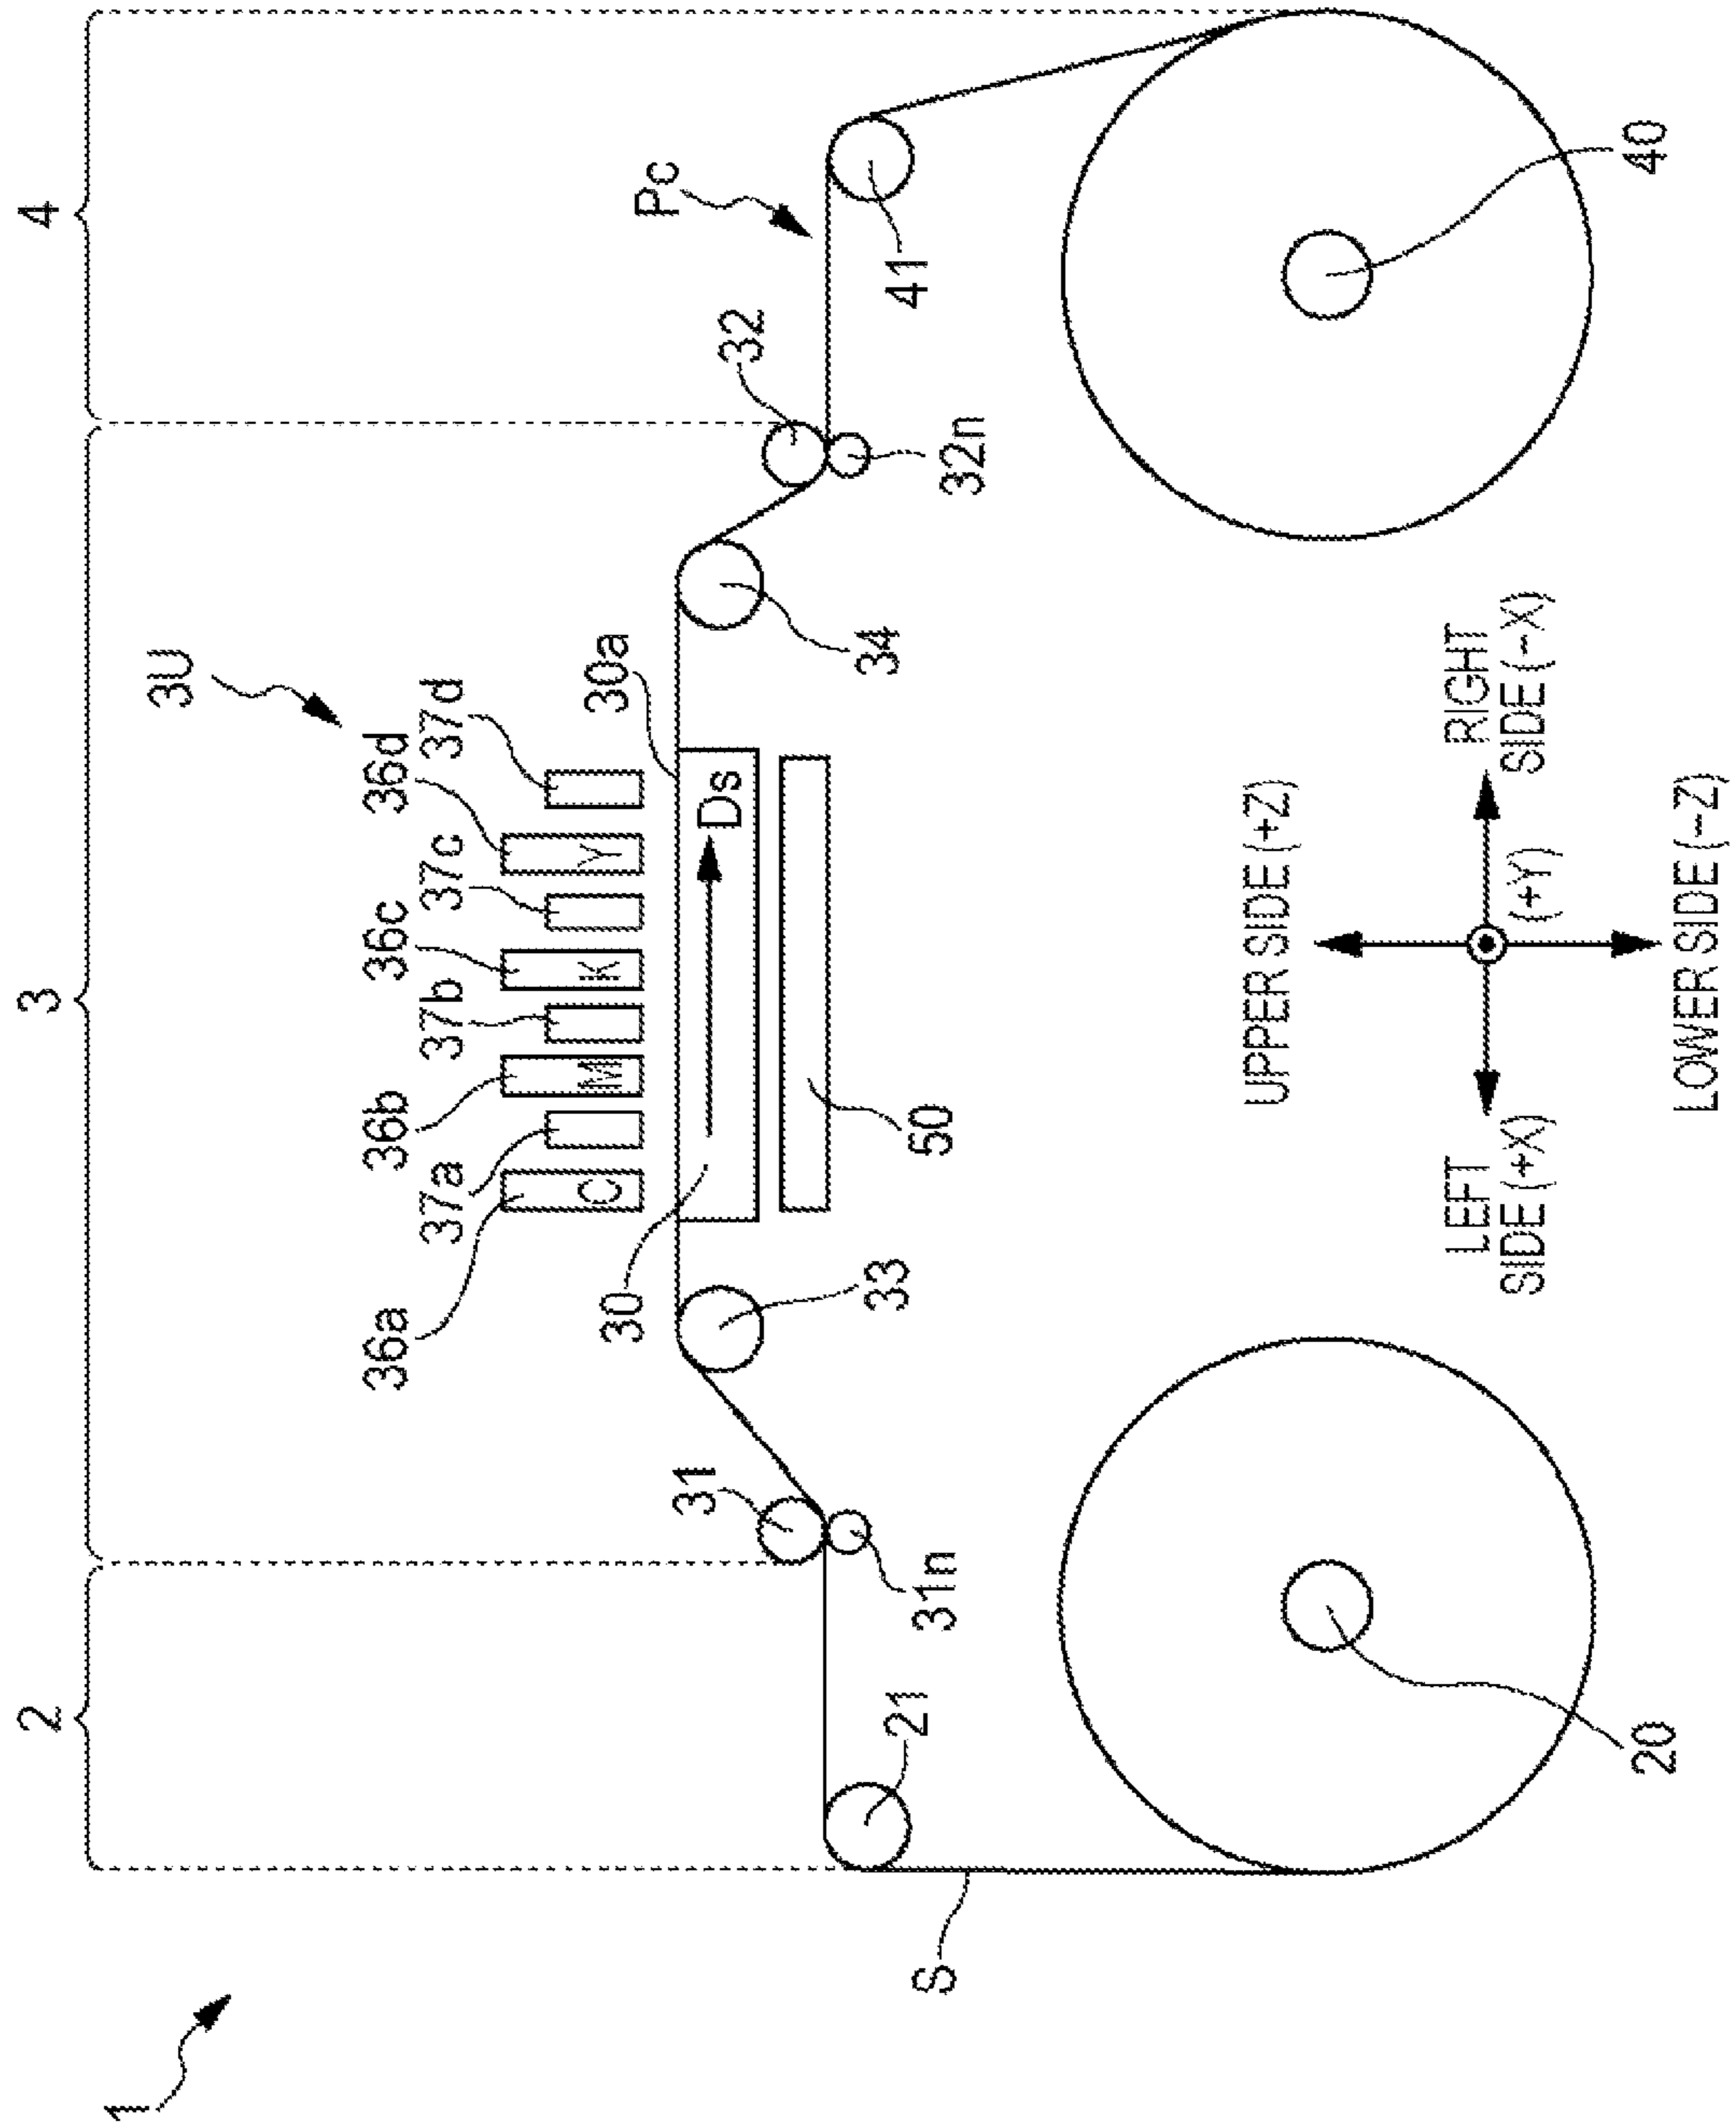 1
2
3
4
3U
36a
37a
36b
37b
36c
37c
36d
37d
C
M
K
Y
30
30a
Ds
31
33
34
32
Pc
S
21
31n
50
32n
41
20
40
UPPER SIDE (+Z)
LEFT
SIDE (+X)
(+Y)
RIGHT
SIDE (-X)
LOWER SIDE (-Z)